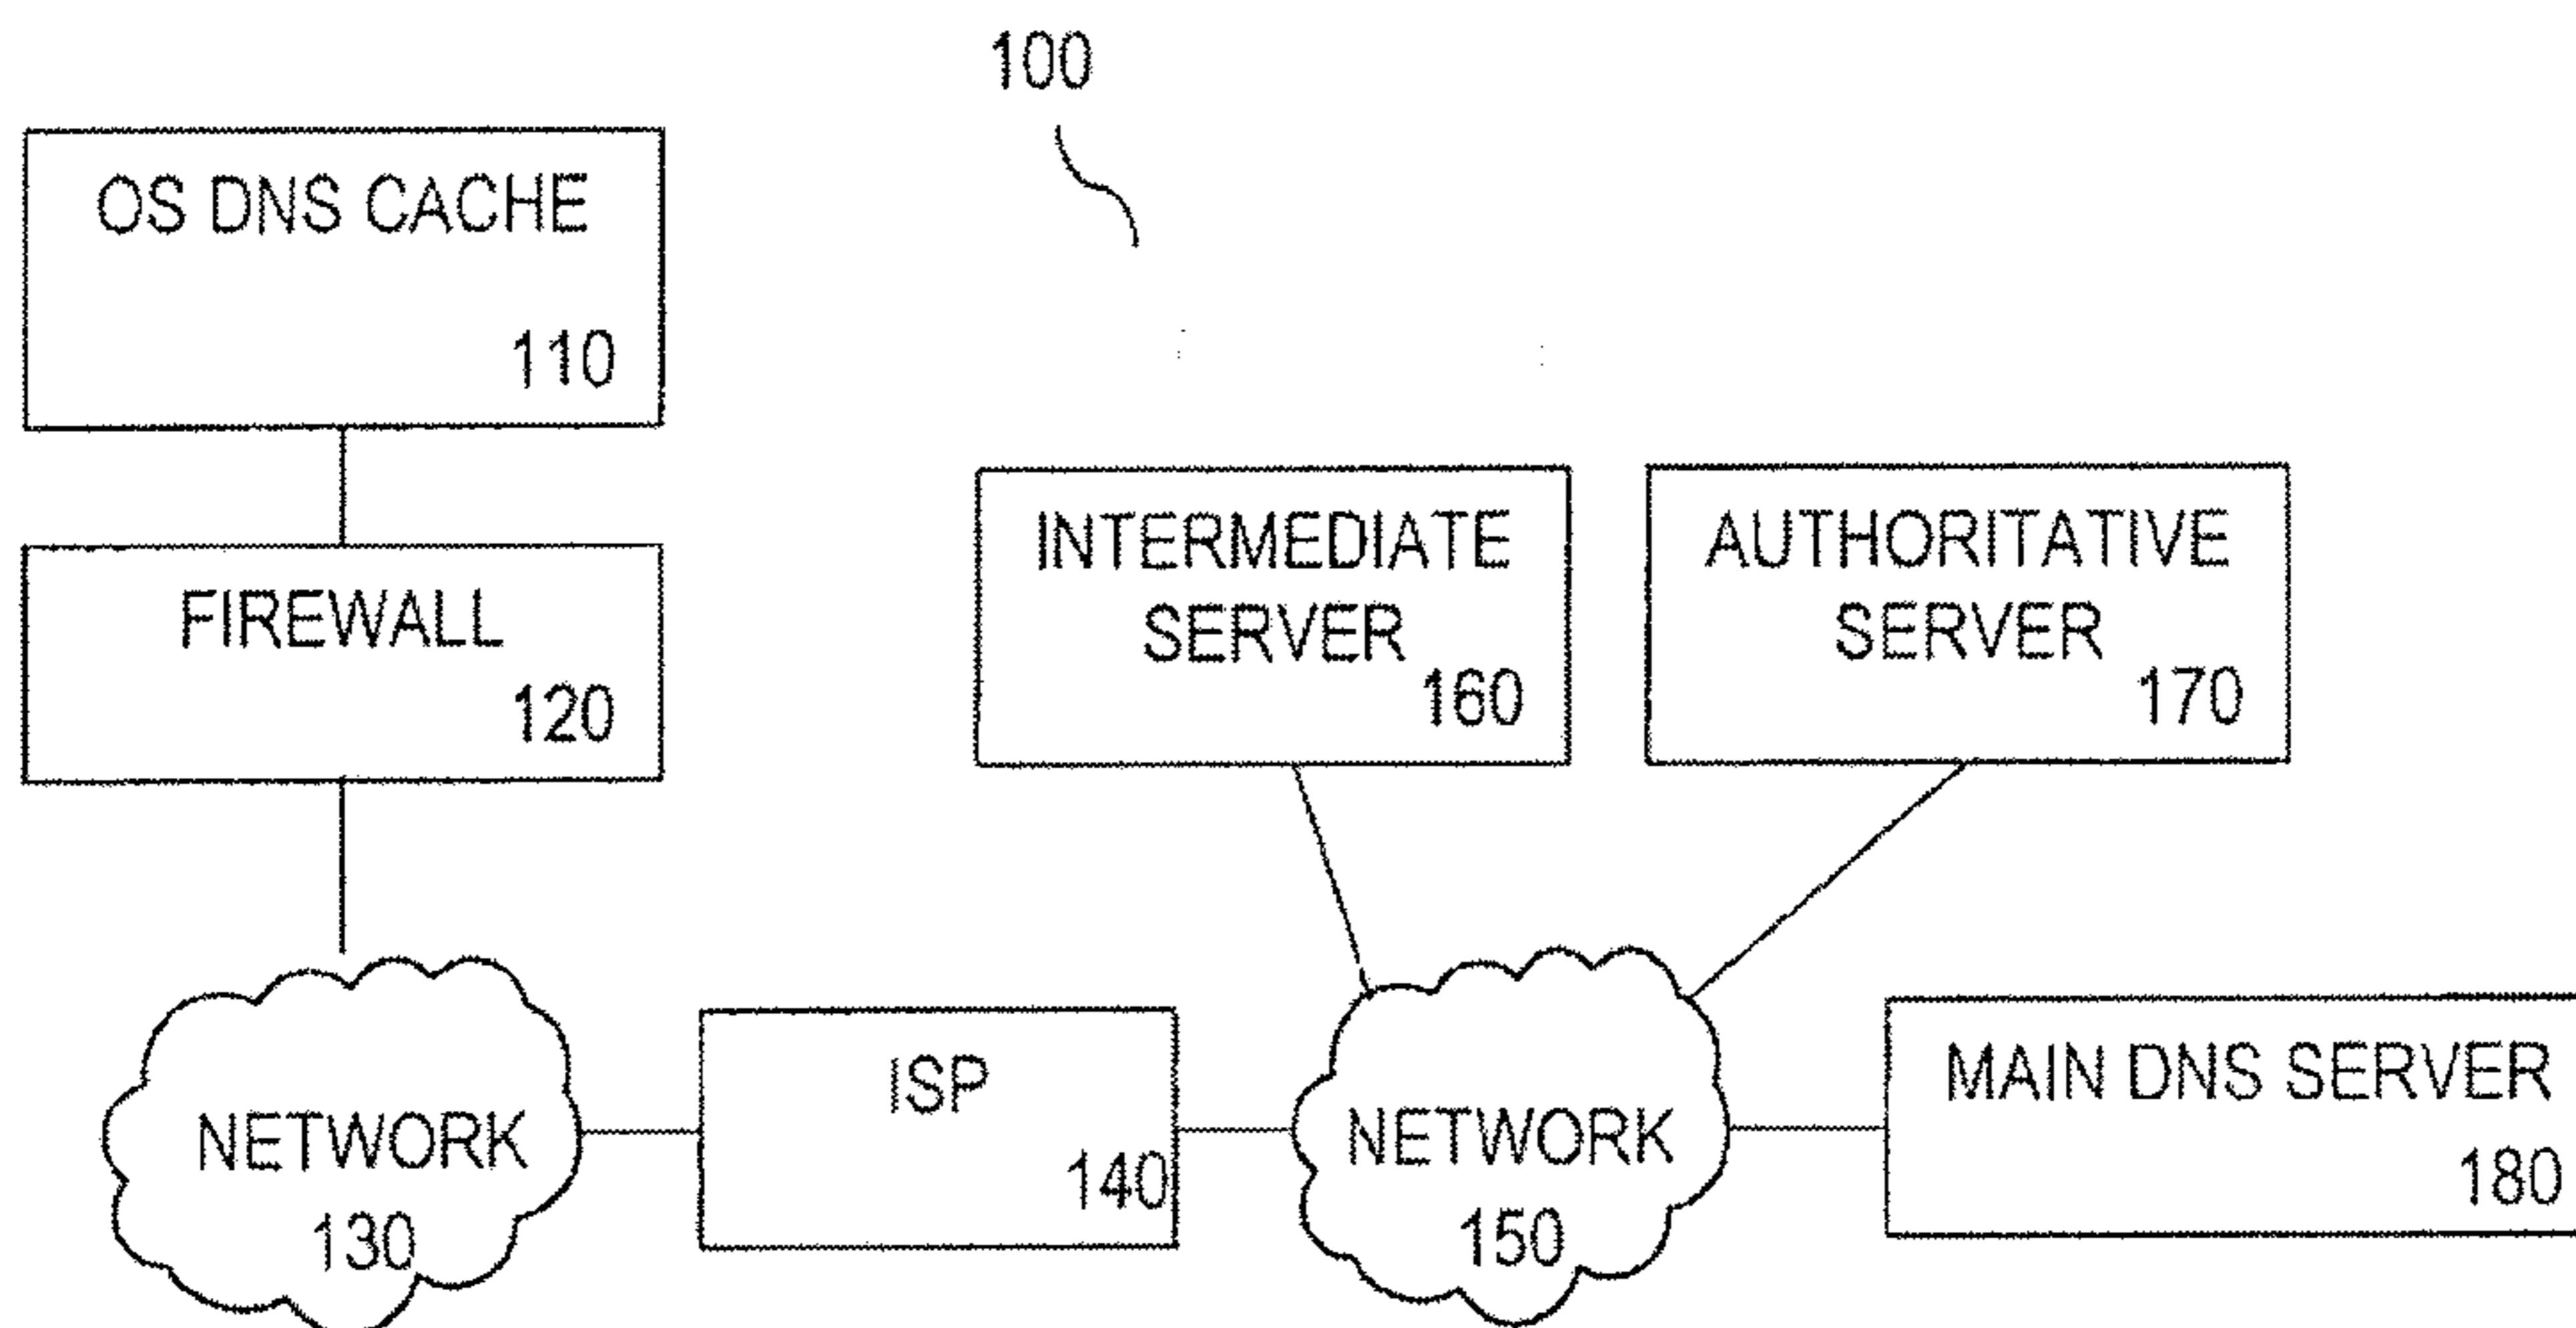 100
OS DNS CACHE
110
FIREWALL
120
INTERMEDIATE
SERVER
160
AUTHORITATIVE
SERVER
170
NETWORK
130
ISP
140
NETWORK
150
MAIN DNS SERVER
180